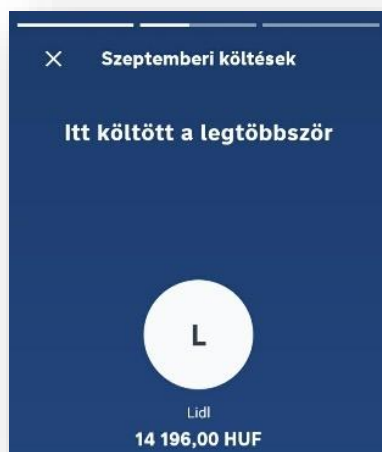 Szeptemberi költések
Itt költött a legtöbbször
L
Lidl
14 196,00 HUF